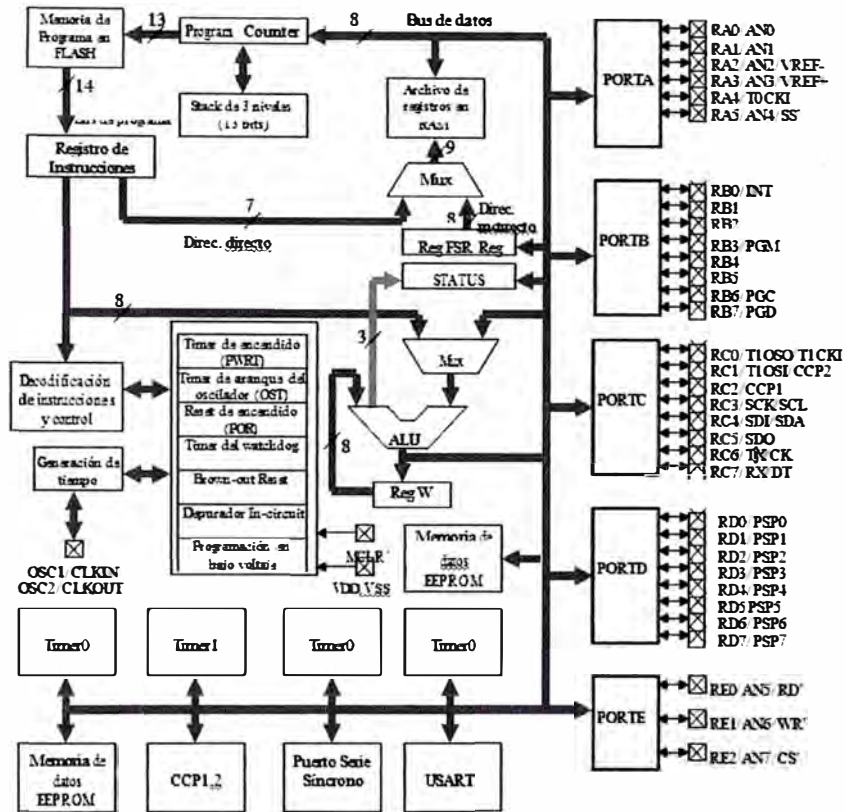 Memoria de
Programa en
FLASH
13
Program Counter
8
Bus de datos
14
Stack de
niveles
(13 bits)
Archivo de
registros en
RAM
de programa
Registro de
Instrucciones
9
Mux
7
Direc. directo
8
Direc.
indirecto
Reg FSR Reg
STATUS
8
3
Mux
Timer de encendido
(PWRT)
Timer de aranque del
oscilador (OST)
Reset de encendido
(POR)
Timer del watchdog
Brown-out Reset
Depurador In-circuit
Programación en
bajo voltaje
Decodificación
de instrucciones
y control
Generación de
tiempo
OSC1/CLKIN
OSC2/CLKOUT
ALU
8
Reg W
MCLR'
VDD, VSS
Memoria de
datos
EEPROM
Timer0
Timer1
Timer0
Timer0
Memoria de
datos
EEPROM
CCP1,2
Puerto Serie
Síncrono
USART
PORTA
RA0/AN0
RA1/AN1
RA2/AN2/VREF-
RA3/AN3/VREF+
RA4/T0CKI
RA5/AN4/SS'
PORTB
RB0/INT
RB1
RB2
RB3/PGM
RB4
RB5
RB6/PGC
RB7/PGD
PORTC
RC0/T1OSO/T1CKI
RC1/T1OSI/CCP2
RC2/CCP1
RC3/SCK/SCL
RC4/SDI/SDA
RC5/SDO
RC6/TX/CK
RC7/RX/DT
PORTD
RD0/PSP0
RD1/PSP1
RD2/PSP2
RD3/PSP3
RD4/PSP4
RD5PSP5
RD6/PSP6
RD7/PSP7
PORTE
RE0/AN5/RD'
RE1/AN6/WR'
RE2/AN7/CS'